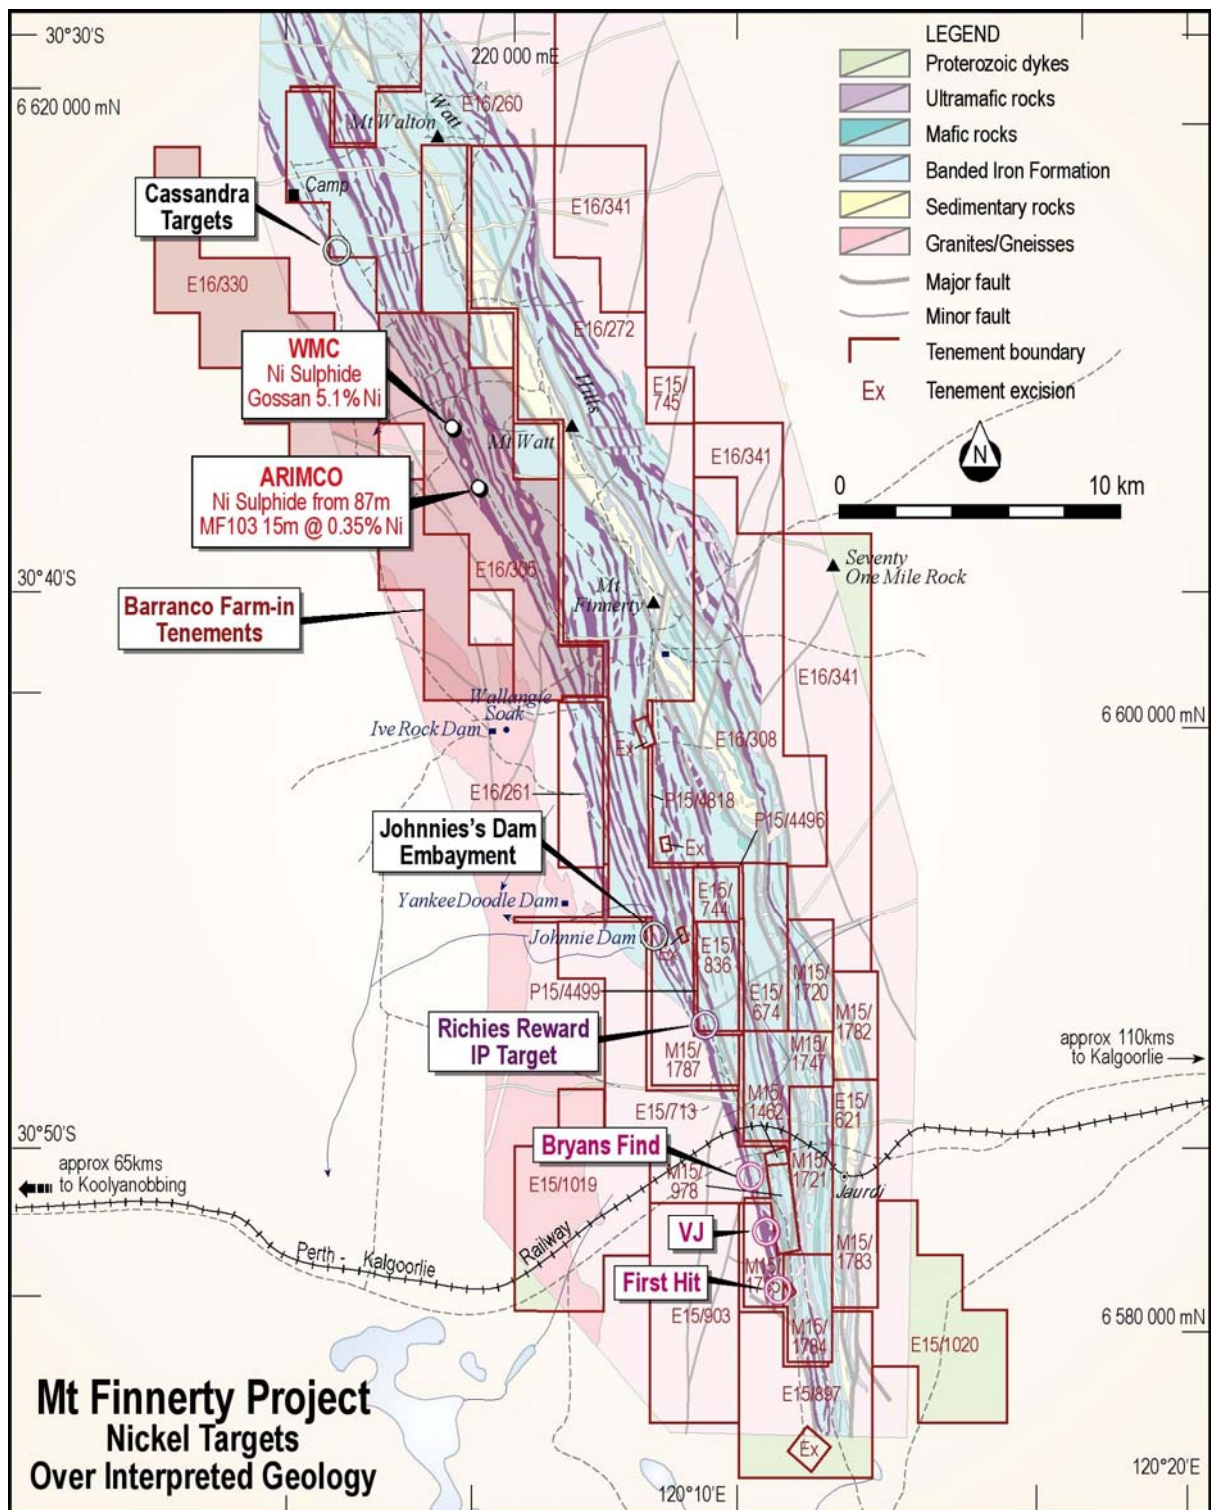 30°30'S
220 000 mE
6 620 000 mN
LEGEND
Proterozoic dykes
Ultramafic rocks
Mafic rocks
Banded Iron Formation
Sedimentary rocks
Granites/Gneisses
Major fault
Minor fault
Tenement boundary
Ex
Tenement excision
0
10 km
N
E16/260
Watt
Mt Walton
Camp
Cassandra
Targets
E16/341
E16/330
E16/272
WMC
Ni Sulphide
Gossan 5.1% Ni
Hills
E15/
745
Mt Watt
E16/341
ARIMCO
Ni Sulphide from 87m
MF103 15m @ 0.35% Ni
Seventy
One Mile Rock
30°40'S
E16/305
Mt
Finnerty
Barranco Farm-in
Tenements
E16/341
Wallangie
Soak
Ive Rock Dam
6 600 000 mN
Ex
E16/308
E16/261
P15/4818
P15/4496
Johnnies's Dam
Embayment
Ex
Yankee Doodle Dam
E15/
744
Johnnie Dam
Ex
E15/
836
M15/
1720
P15/4499
E15/
674
M15/
1782
Richies Reward
IP Target
M15/
1787
M15/
1747
approx 110kms
to Kalgoorlie
E15/713
M15/
1462
E15/
621
30°50'S
Bryans Find
approx 65kms
to Koolyanobbing
M15/
978
M15/
1721
Jaurdi
E15/1019
Railway
VJ
Perth - Kalgoorlie
M15/
1783
First Hit
M15/
E15/903
6 580 000 mN
M15/
1784
E15/1020
E15/897
Mt Finnerty Project
Nickel Targets
Over Interpreted Geology
Ex
120°10'E
120°20'E